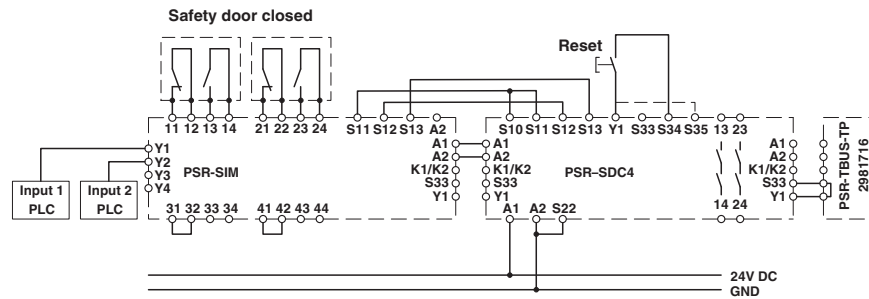 Safety door closed
Reset
11 12 13 14 21 22 23 24 S11 S12 S13 A2 S10 S11 S12 S13 Y1 S33 S34 S35 13 23
Y1 A1 A1 A1
Y2 A2 A2 A2
Y3 PSR-SIM K1/K2 K1/K2 PSR–SDC4 K1/K2
Y4 S33 S33 S33
Y1 Y1 Y1
PSR-TBUS-TP
2981716
Input 1
PLC
Input 2
PLC
31 32 33 34 41 42 43 44 A1 A2 S22 14 24
24V DC
GND